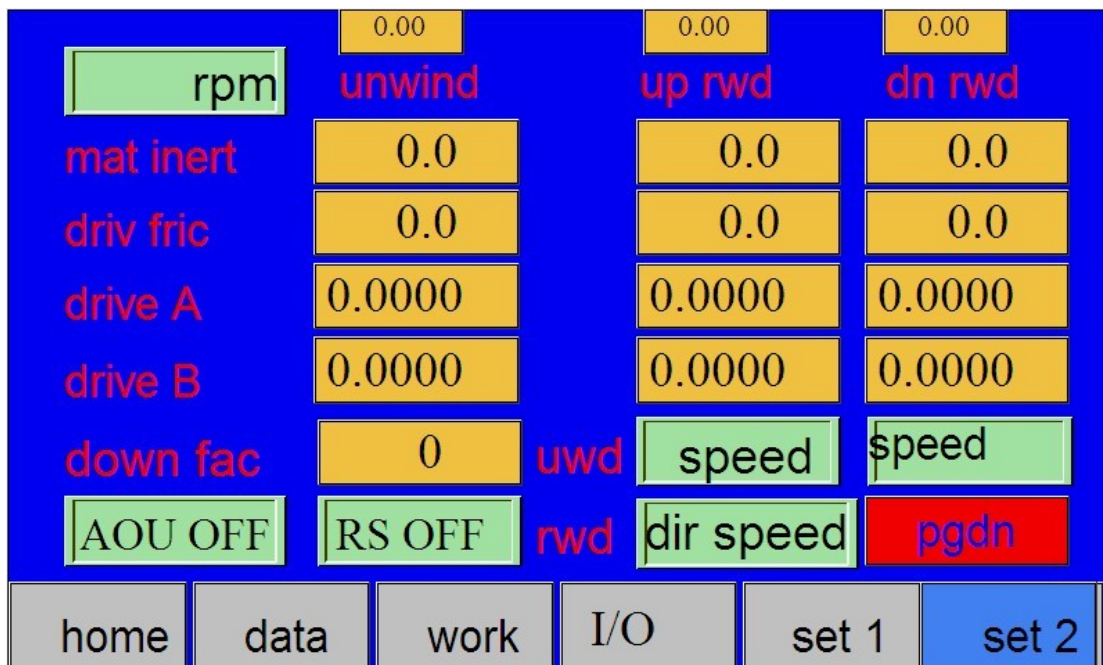 0.00 0.00 0.00
rpm unwind up rwd dn rwd
mat inert 0.0 0.0 0.0
driv fric 0.0 0.0 0.0
drive A 0.0000 0.0000 0.0000
drive B 0.0000 0.0000 0.0000
down fac 0 uwd speed speed
AOU OFF RS OFF rwd dir speed pgdn
home data work I/O set 1 set 2